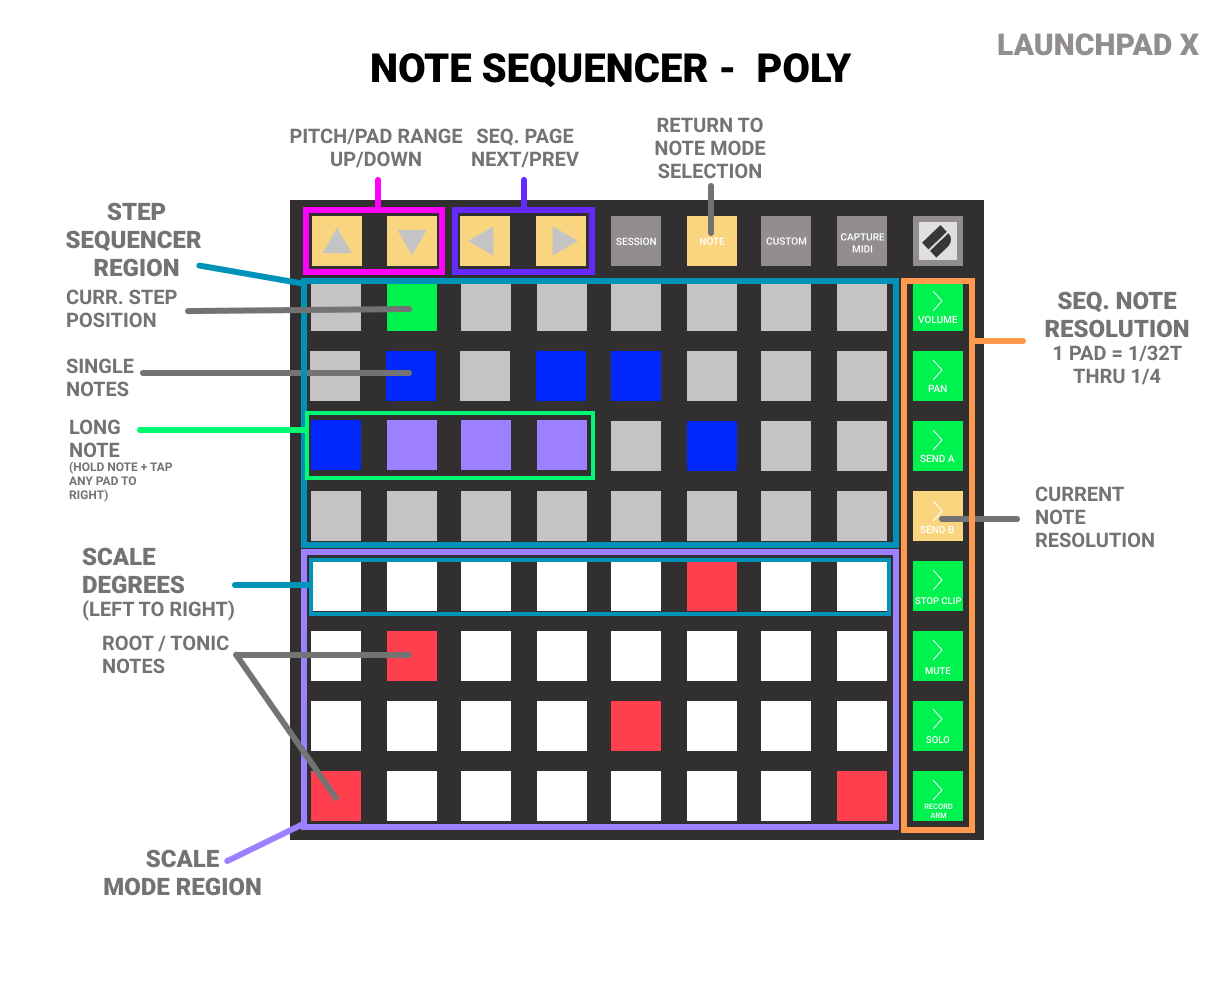 LAUNCHPAD X
NOTE SEQUENCER - POLY
PITCH/PAD RANGE
UP/DOWN
SEQ. PAGE
NEXT/PREV
RETURN TO
NOTE MODE
SELECTION
STEP
SEQUENCER
REGION
CURR. STEP
POSITION
SINGLE
NOTES
LONG
NOTE
(HOLD NOTE + TAP
ANY PAD TO
RIGHT)
SCALE
DEGREES
(LEFT TO RIGHT)
ROOT / TONIC
NOTES
SCALE
MODE REGION
SESSION
NOTE
CUSTOM
CAPTURE
MIDI
VOLUME
PAN
SEND A
SEND B
STOP CLIP
MUTE
SOLO
RECORD
ARM
SEQ. NOTE
RESOLUTION
1 PAD = 1/32T
THRU 1/4
CURRENT
NOTE
RESOLUTION